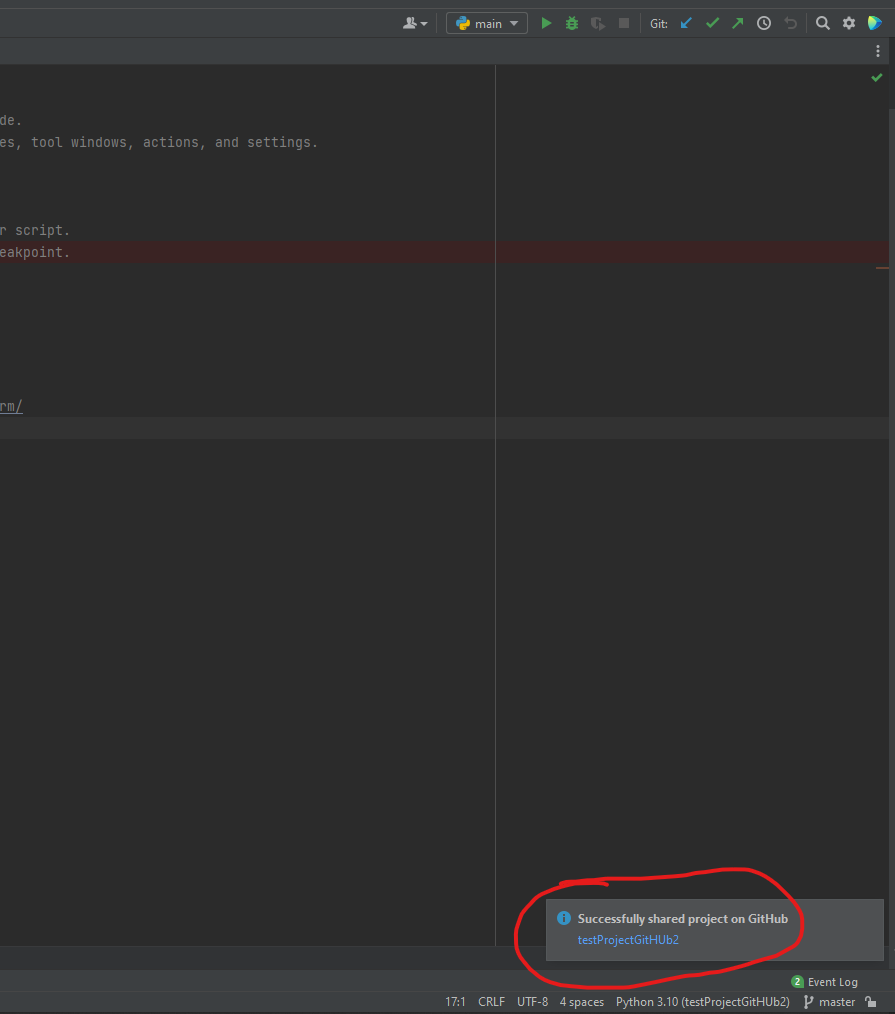 main
Git:
de.
es, tool windows, actions, and settings.
r script.
eakpoint.
rm/
Successfully shared project on GitHub
testProjectGitHUb2
2 Event Log
17:1 CRLF UTF-8 4 spaces Python 3.10 (testProjectGitHUb2) master